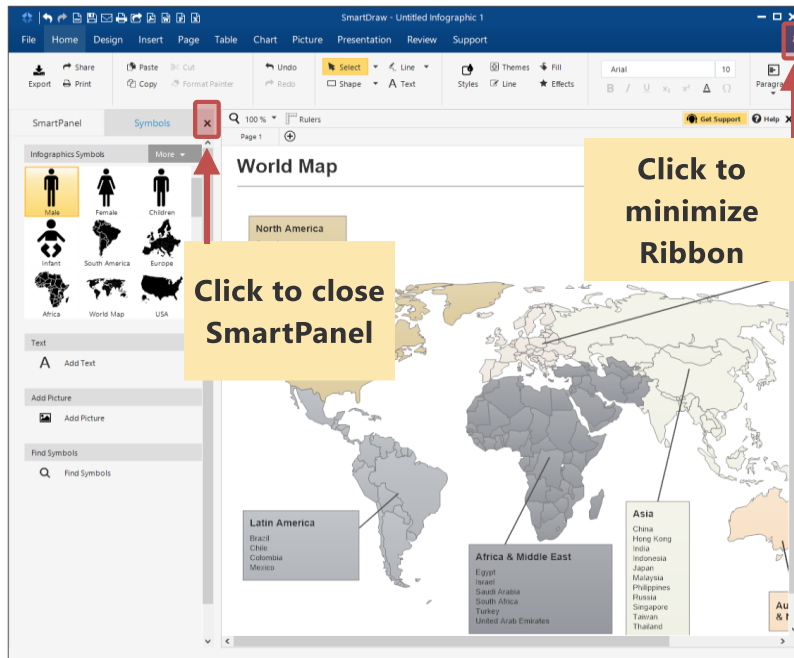 SmartDraw - Untitled Infographic 1
File Home Design Insert Page Table Chart Picture Presentation Review Support
Export
Share
Print
Paste
Copy
Cut
Format Painter
Undo
Redo
Select
Shape
Line
Text
Styles
Themes
Line
Fill
Effects
Arial 10
B I U x₂ x² A Ω
SmartPanel Symbols
100 % Rulers
Get Support Help
Page 1
Infographics Symbols More
Male Female Children
Infant South America Europe
Africa World Map USA
Text
A Add Text
Add Picture
Add Picture
Find Symbols
Find Symbols
Click to close
SmartPanel
Click to
minimize
Ribbon
World Map
North America
Latin America
Brazil
Chile
Colombia
Mexico
Africa & Middle East
Egypt
Israel
Saudi Arabia
South Africa
Turkey
United Arab Emirates
Asia
China
Hong Kong
India
Indonesia
Japan
Malaysia
Philippines
Russia
Singapore
Taiwan
Thailand